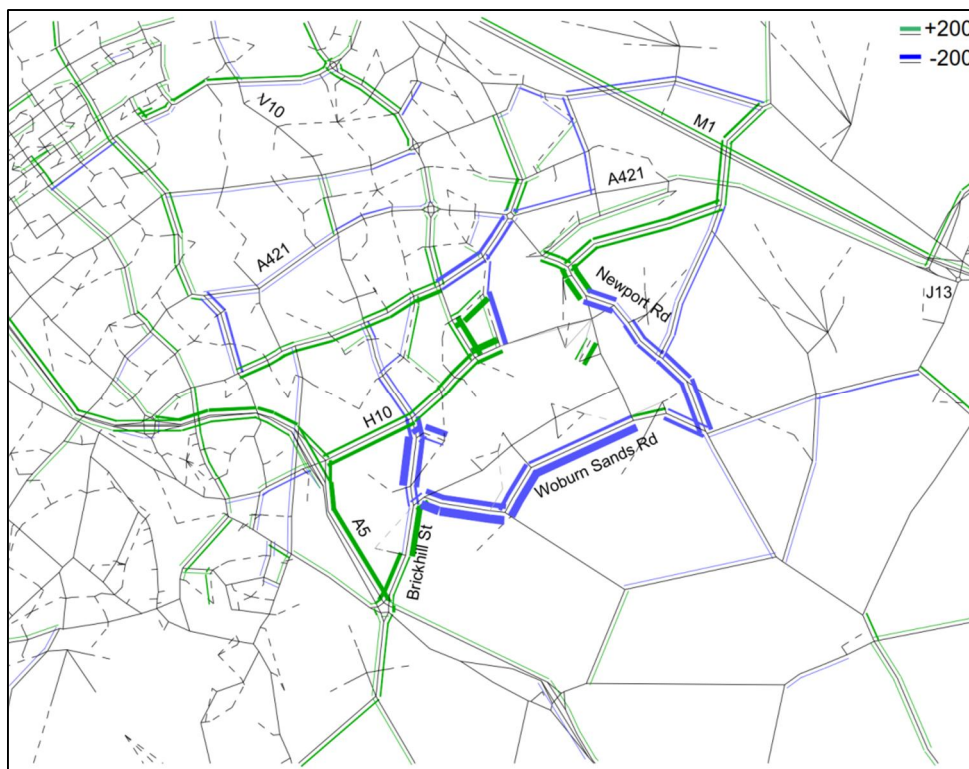 +200
-200
V10
M1
A421
A421
J13
Newport Rd
H10
Woburn Sands Rd
A5
Brickhill St